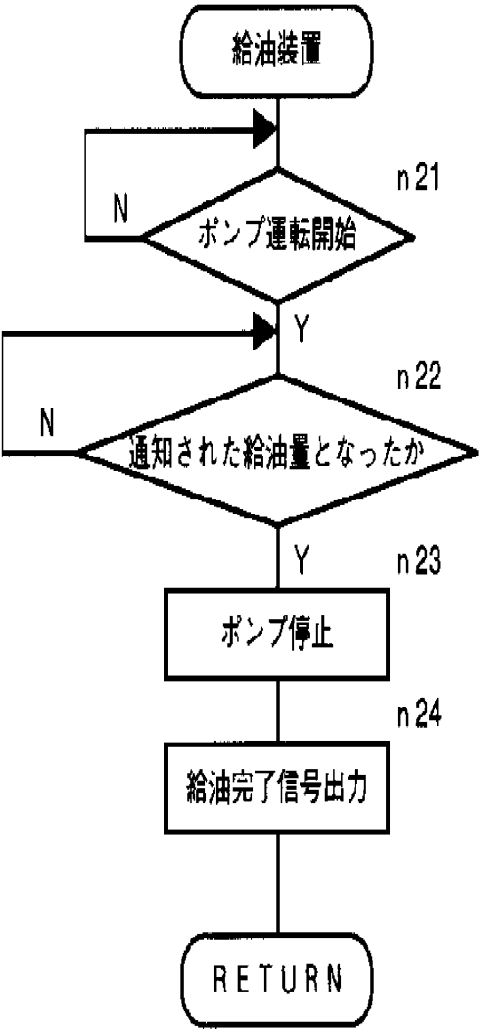 給油装置
n21
N
ポンプ運転開始
Y
n22
N
通知された給油量となったか
Y
n23
ポンプ停止
n24
給油完了信号出力
RETURN